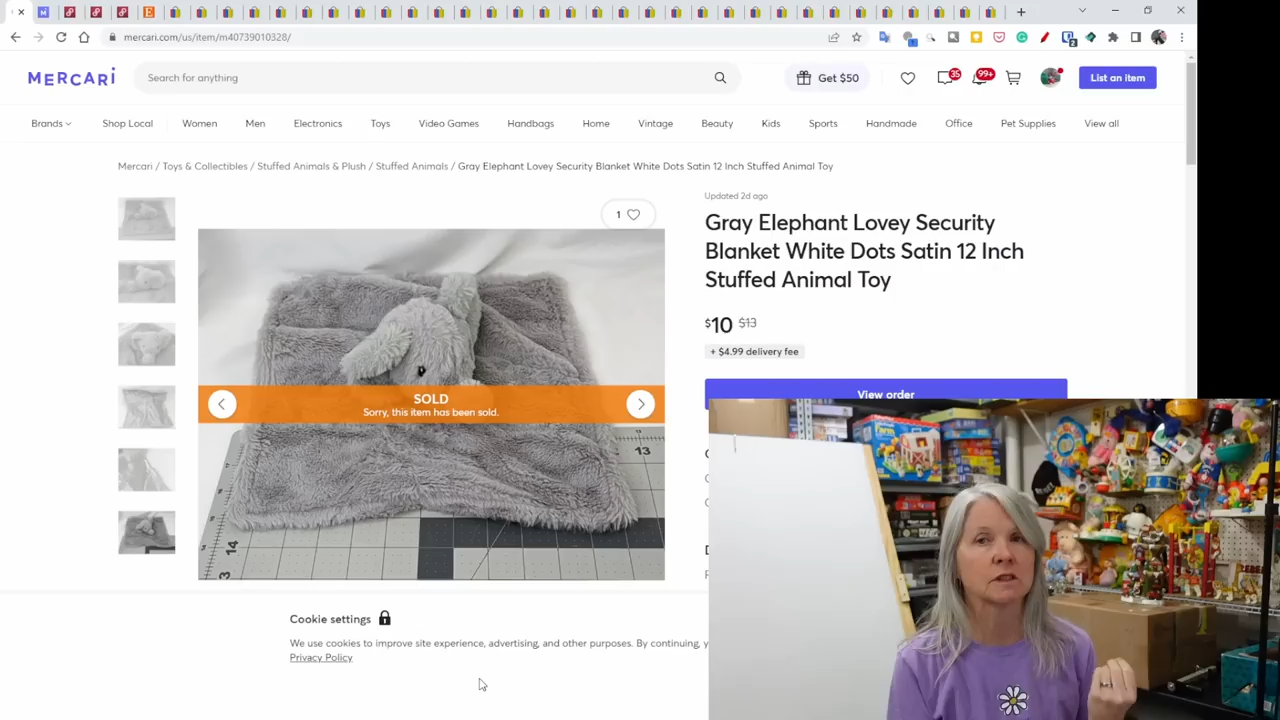 mercari.com/us/item/m40739010328/
MERCARI
Search for anything
Get $50
35
99+
List an item
Brands
Shop Local
Women
Men
Electronics
Toys
Video Games
Handbags
Home
Vintage
Beauty
Kids
Sports
Handmade
Office
Pet Supplies
View all
Mercari / Toys & Collectibles / Stuffed Animals & Plush / Stuffed Animals / Gray Elephant Lovey Security Blanket White Dots Satin 12 Inch Stuffed Animal Toy
1
Updated 2d ago
Gray Elephant Lovey Security
Blanket White Dots Satin 12 Inch
Stuffed Animal Toy
$10 $13
+ $4.99 delivery fee
View order
SOLD
Sorry, this item has been sold.
13
14
Farm
Cookie settings
We use cookies to improve site experience, advertising, and other purposes. By continuing, y
Privacy Policy